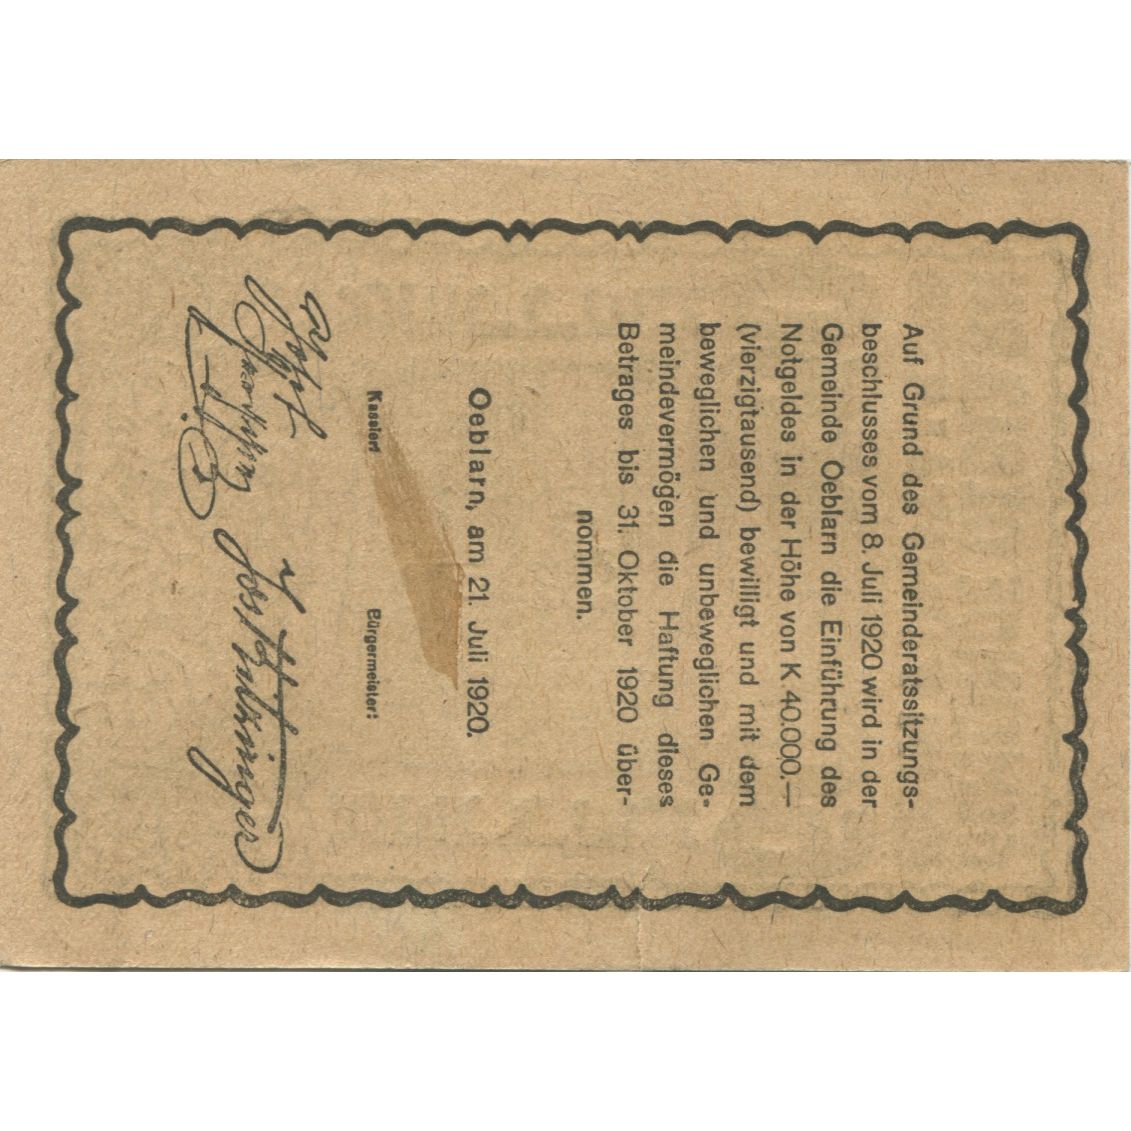 Auf Grund des Gemeinderatssitzungs-
beschlusses vom 8. Juli 1920 wird in der
Gemeinde Oeblarn die Einführung des
Notgeldes in der Höhe von K 40.000.—
(vierzigtausend) bewilligt und mit dem
beweglichen und unbeweglichen Ge-
meindevermögen die Haftung dieses
Betrages bis 31. Oktober 1920 über-
nommen.
Oeblarn, am 21. Juli 1920.
Kassier: Bürgermeister: